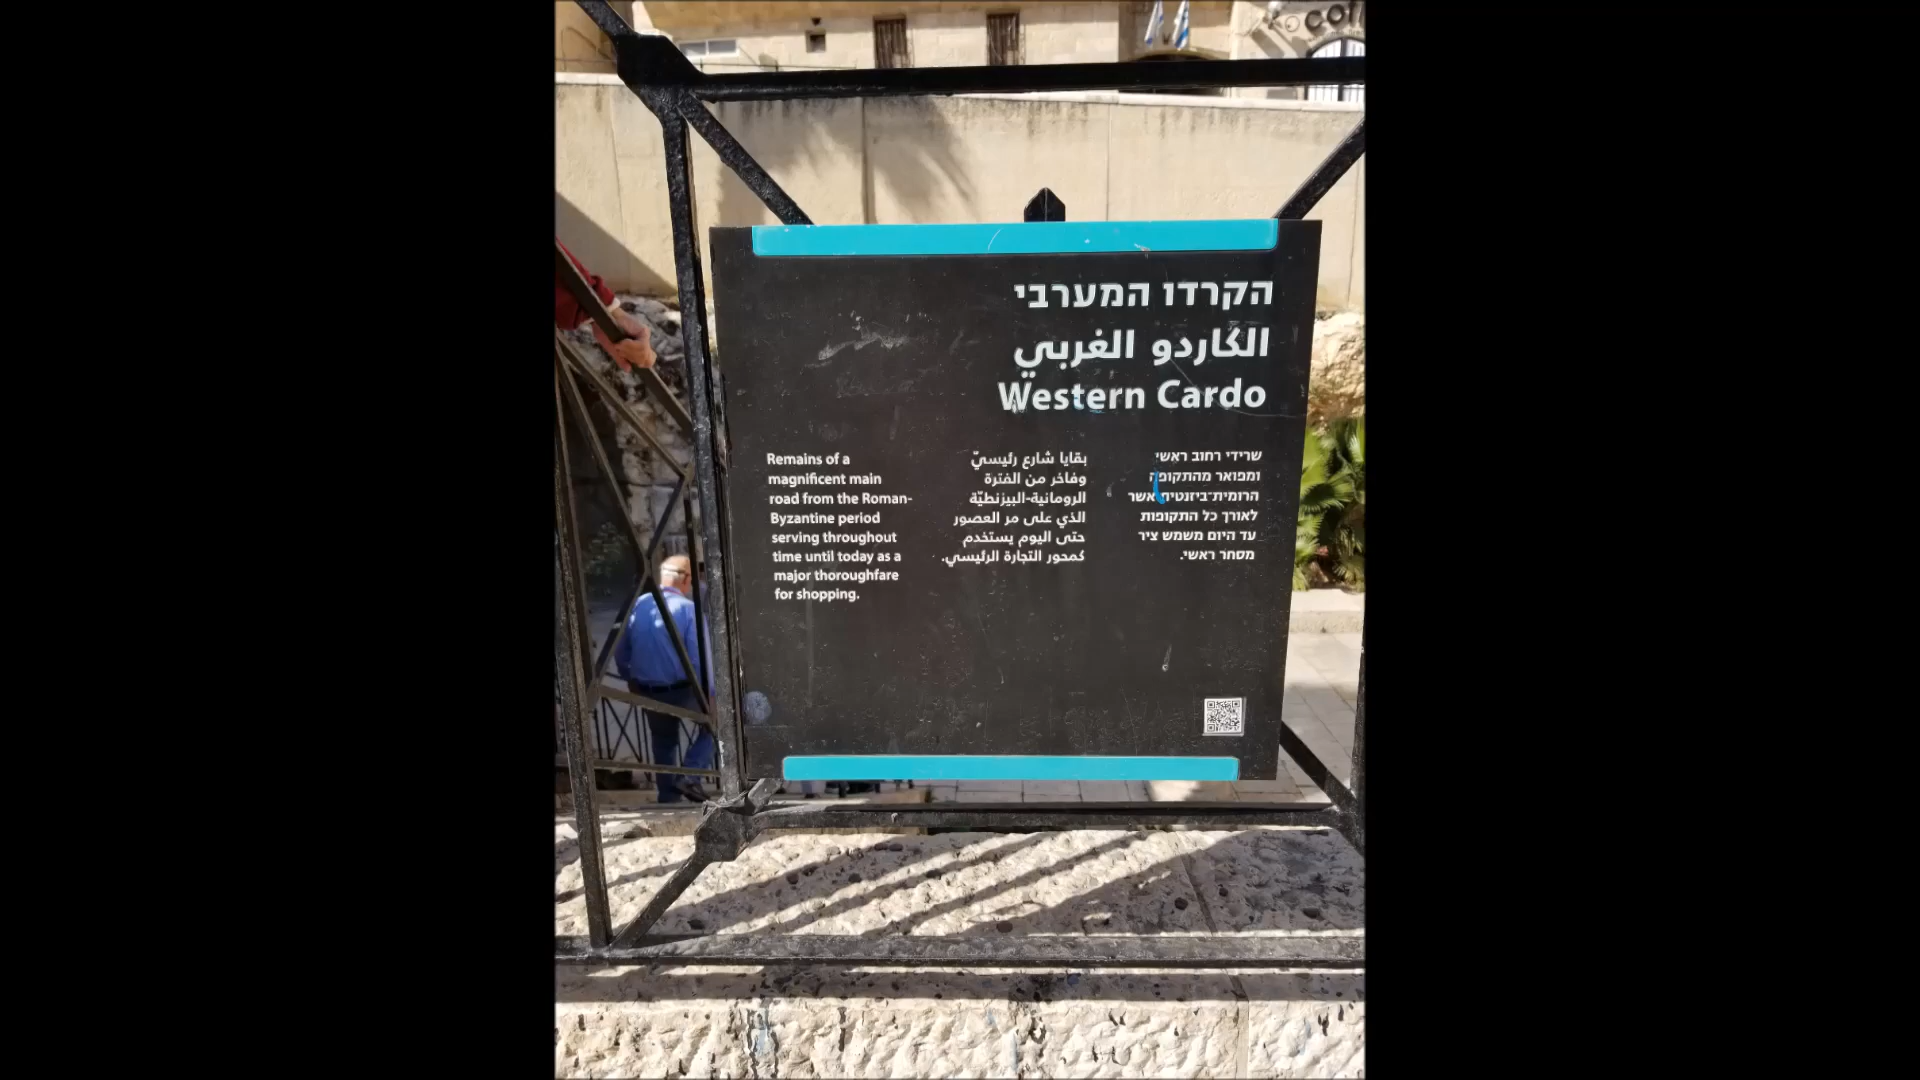 הקרדו המערבי
الكاردو الغربي
Western Cardo
שרידי רחוב ראשי
ומפואר מהתקופה
הרומית-ביזנטית אשר
לאורך כל התקופות
עד היום משמש ציר
מסחר ראשי.
بقايا شارع رئيسيّ
وفاخر من الفترة
الرومانية-البيزنطيّة
الذي على مر العصور
حتى اليوم يستخدم
كمحور التجارة الرئيسي.
Remains of a
magnificent main
road from the Roman-
Byzantine period
serving throughout
time until today as a
major thoroughfare
for shopping.